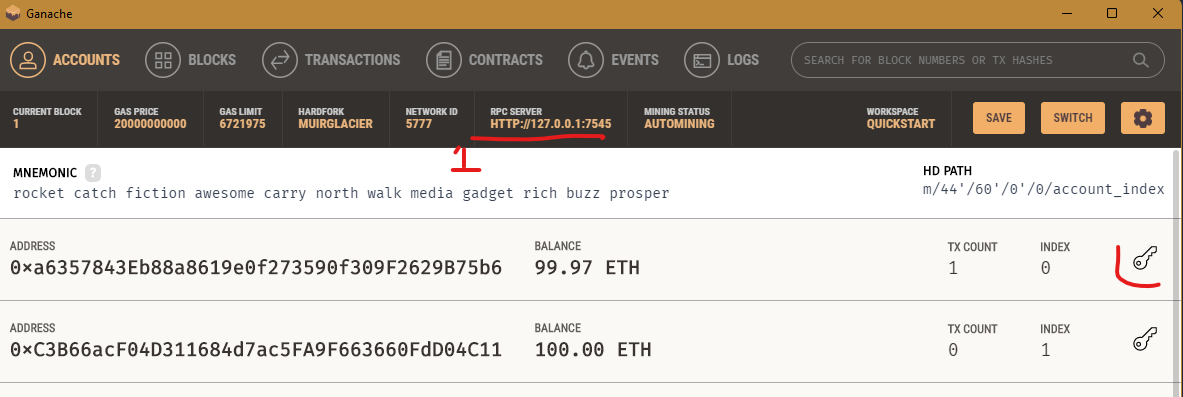 Ganache
ACCOUNTS BLOCKS TRANSACTIONS CONTRACTS EVENTS LOGS SEARCH FOR BLOCK NUMBERS OR TX HASHES
CURRENT BLOCK GAS PRICE GAS LIMIT HARDFORK NETWORK ID RPC SERVER MINING STATUS WORKSPACE
1 20000000000 6721975 MUIRGLACIER 5777 HTTP://127.0.0.1:7545 AUTOMINING QUICKSTART SAVE SWITCH
1
MNEMONIC ? HD PATH
rocket catch fiction awesome carry north walk media gadget rich buzz prosper m/44'/60'/0'/0/account_index
ADDRESS BALANCE TX COUNT INDEX
0xa6357843Eb88a8619e0f273590f309F2629B75b6 99.97 ETH 1 0
ADDRESS BALANCE TX COUNT INDEX
0xC3B66acF04D311684d7ac5FA9F663660FdD04C11 100.00 ETH 0 1